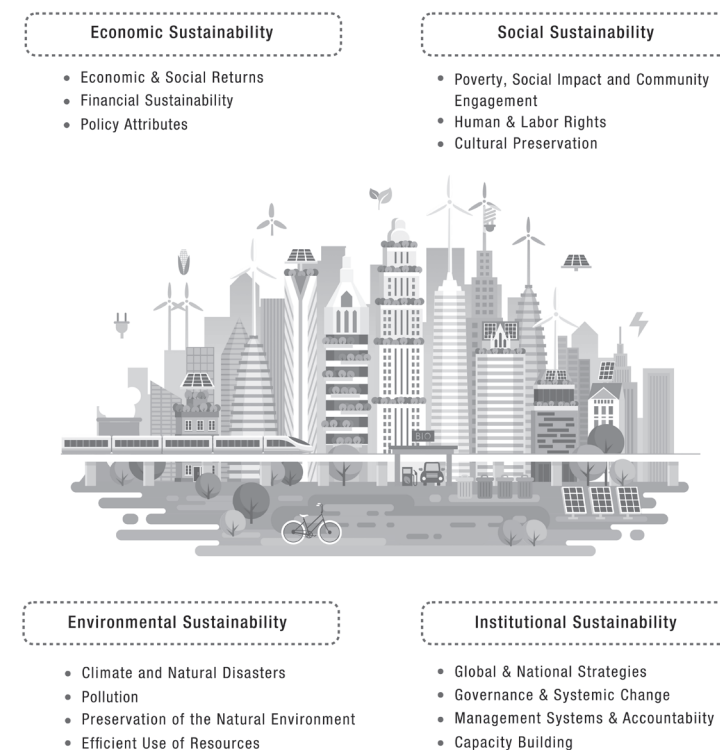 Economic Sustainability
• Economic & Social Returns
• Financial Sustainability
• Policy Attributes
Social Sustainability
• Poverty, Social Impact and Community
Engagement
• Human & Labor Rights
• Cultural Preservation
BIO
Environmental Sustainability
• Climate and Natural Disasters
• Pollution
• Preservation of the Natural Environment
• Efficient Use of Resources
Institutional Sustainability
• Global & National Strategies
• Governance & Systemic Change
• Management Systems & Accountabiity
• Capacity Building